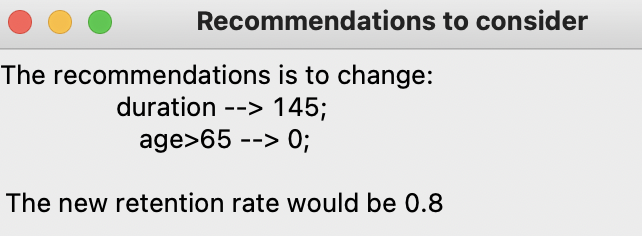 Recommendations to consider
The recommendations is to change:
duration --> 145;
age>65 --> 0;
The new retention rate would be 0.8